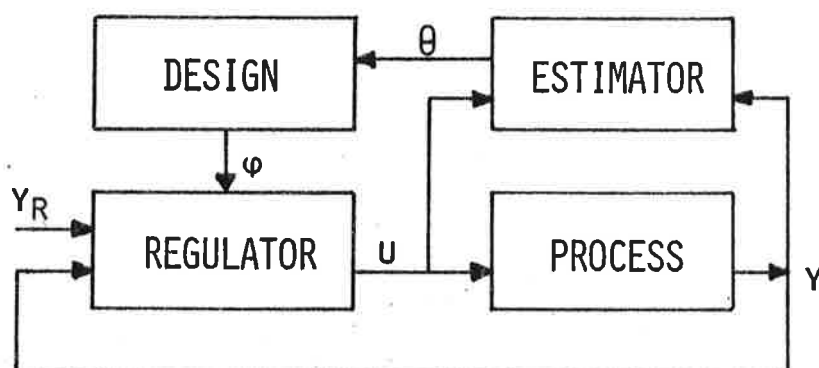 θ
DESIGN
ESTIMATOR
φ
Y_R
REGULATOR
U
PROCESS
Y